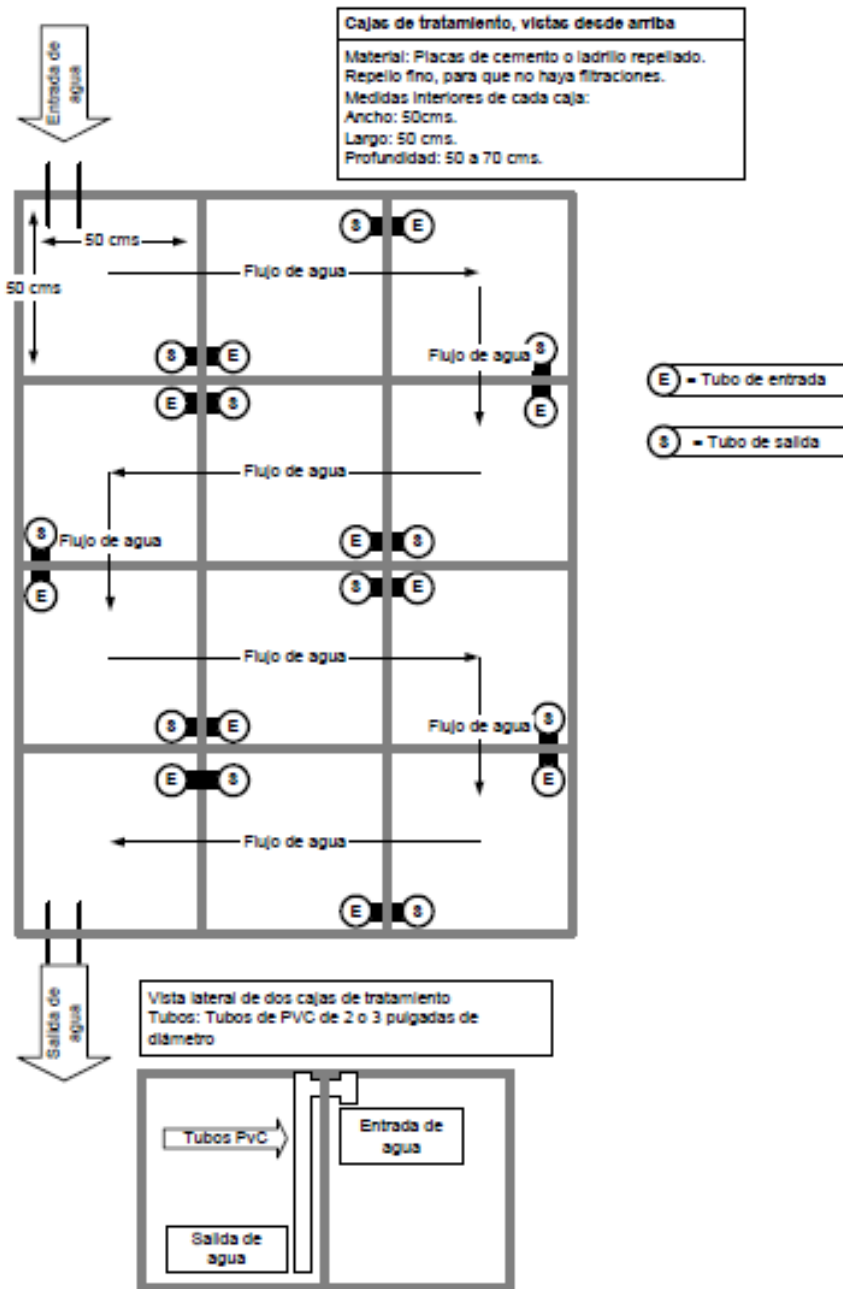 Cajas de tratamiento, vistas desde arriba
Material: Placas de cemento o ladrillo repellado.
Repello fino, para que no haya filtraciones.
Medidas interiores de cada caja:
Ancho: 50cms.
Largo: 50 cms.
Profundidad: 50 a 70 cms.
Entrada de
agua
S E
50 cms
Flujo de agua
50 cms
Flujo de agua
S
S E
E = Tubo de entrada
E S
E
S = Tubo de salida
Flujo de agua
S
Flujo de agua
E S
S E
E
Flujo de agua
S E
Flujo de agua
S
E S
E
Flujo de agua
E S
Salida de
agua
Vista lateral de dos cajas de tratamiento
Tubos: Tubos de PVC de 2 o 3 pulgadas de
diámetro
Tubos PvC
Entrada de
agua
Salida de
agua